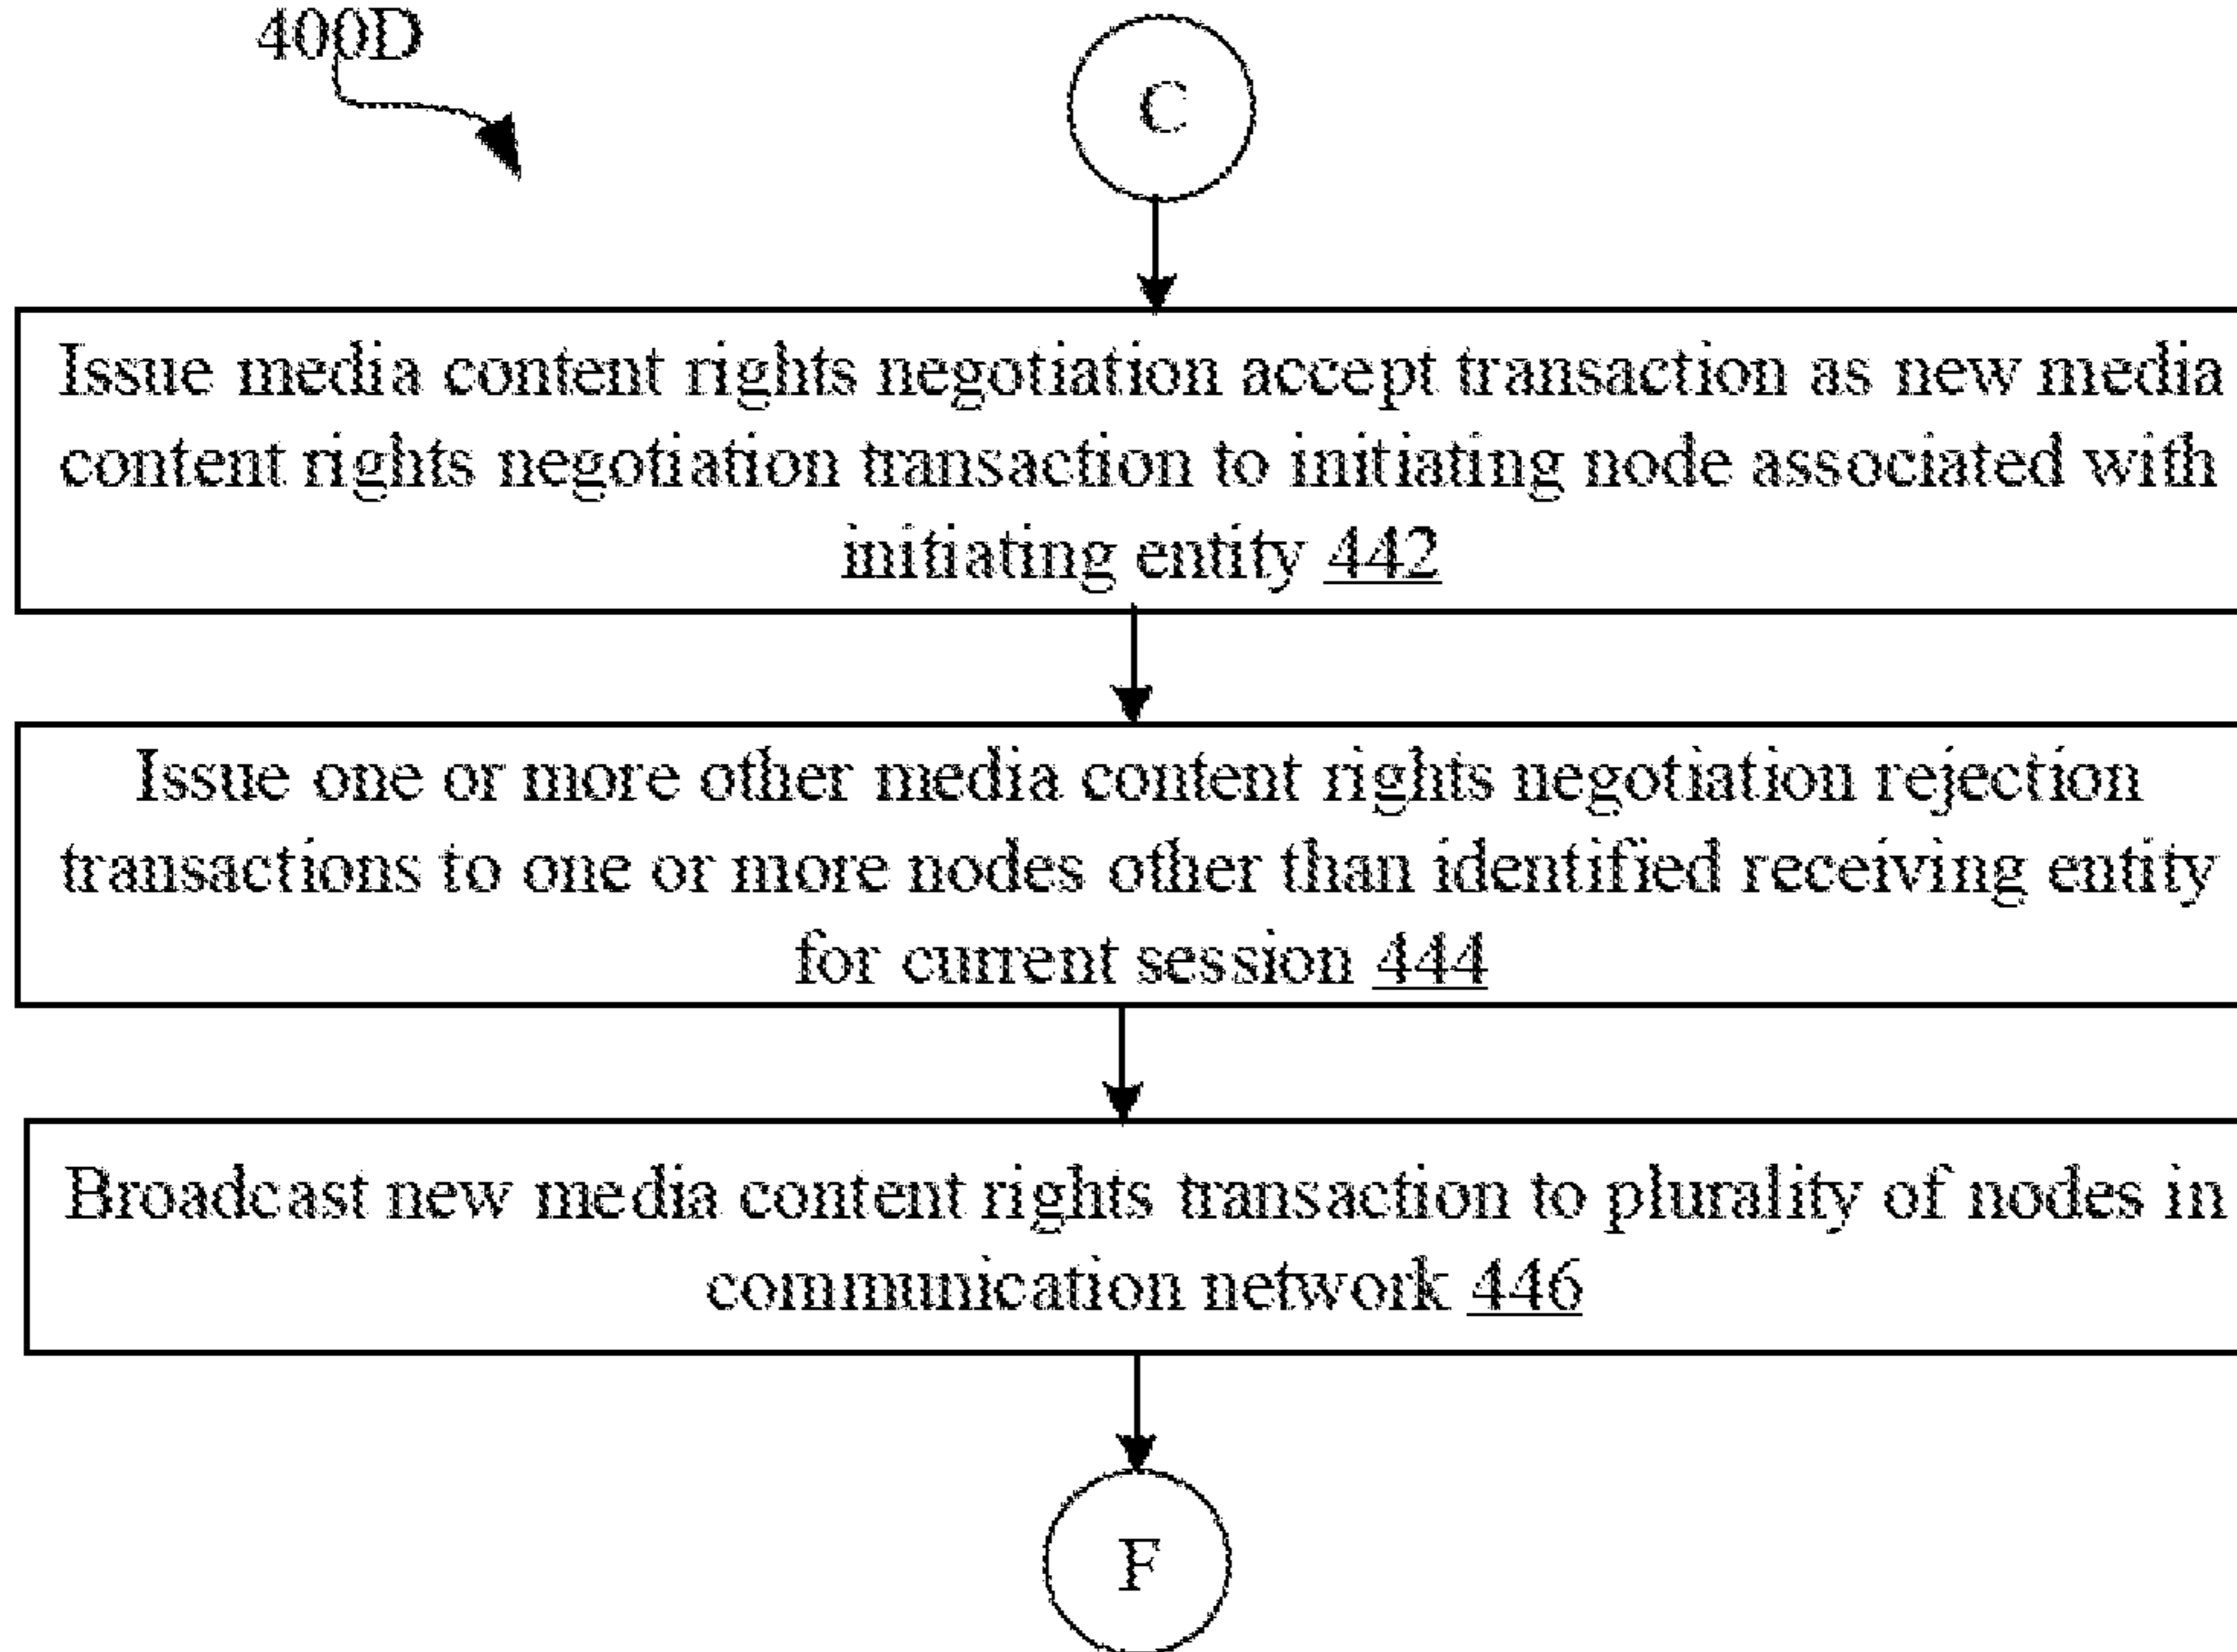 400D
C
Issue media content rights negotiation accept transaction as new media
content rights negotiation transaction to initiating node associated with
initiating entity 442
Issue one or more other media content rights negotiation rejection
transactions to one or more nodes other than identified receiving entity
for current session 444
Broadcast new media content rights transaction to plurality of nodes in
communication network 446
F